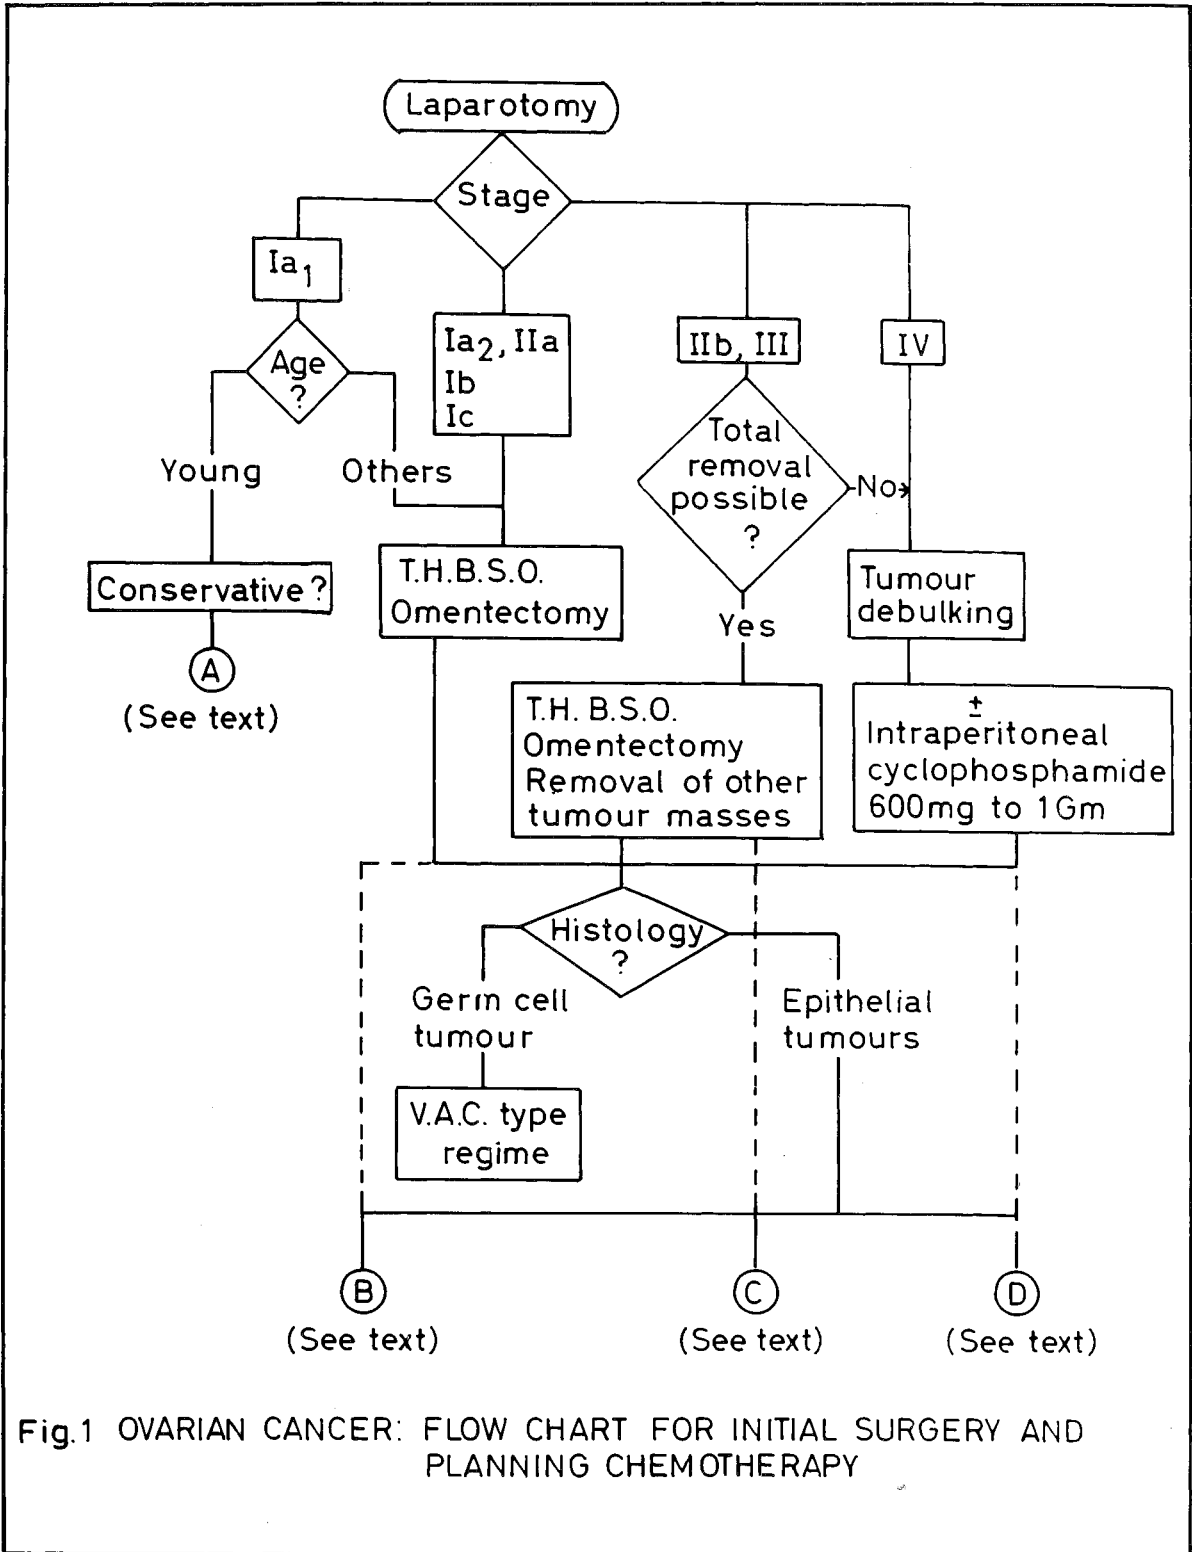 Laparotomy
Stage
Ia₁
Age
?
Young
Others
Conservative?
A
(See text)
Ia₂, IIa
Ib
Ic
T.H.B.S.O.
Omentectomy
IIb, III
Total
removal
possible
?
No
Yes
IV
Tumour
debulking
T.H. B.S.O.
Omentectomy
Removal of other
tumour masses
±
Intraperitoneal
cyclophosphamide
600mg to 1Gm
Histology
?
Germ cell
tumour
V.A.C. type
regime
Epithelial
tumours
B
(See text)
C
(See text)
D
(See text)
Fig.1 OVARIAN CANCER: FLOW CHART FOR INITIAL SURGERY AND
PLANNING CHEMOTHERAPY